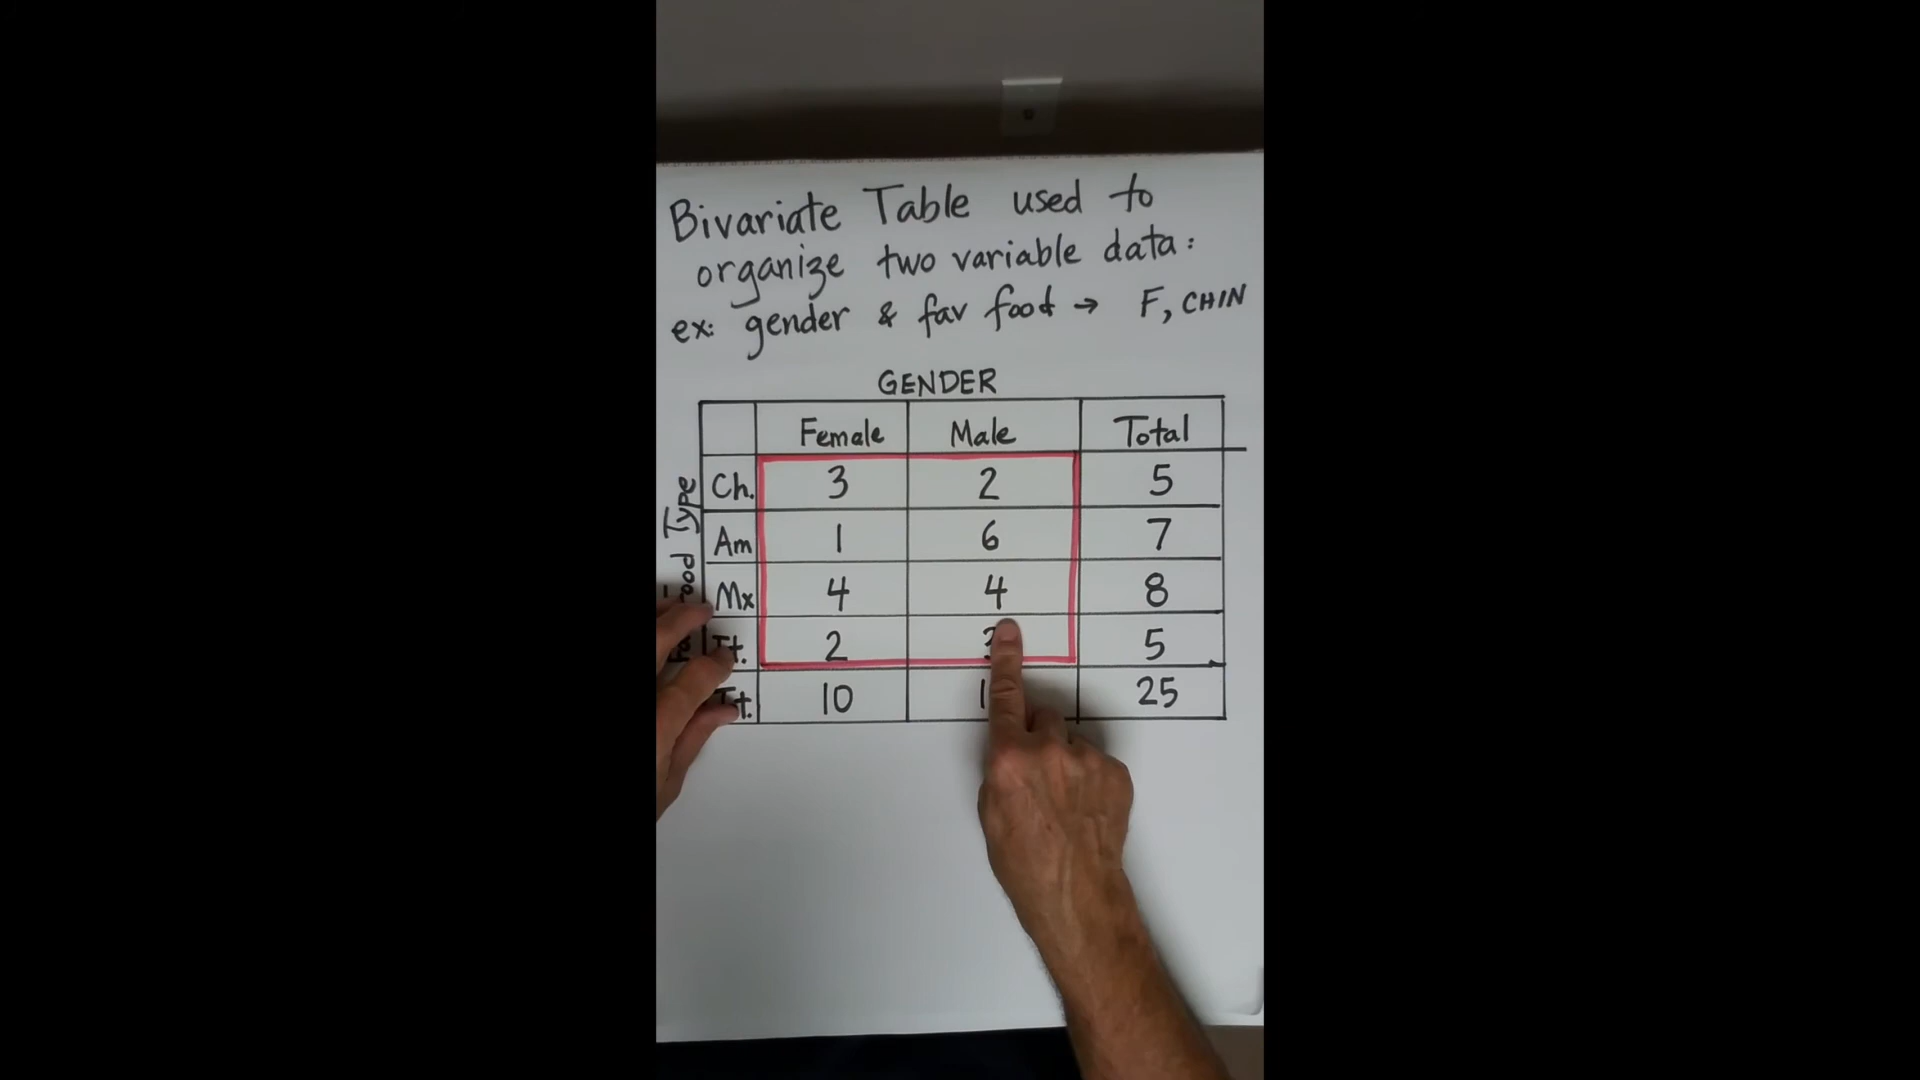 Bivariate Table used to
organize two variable data:
ex: gender & fav food → F, CHIN
GENDER
Female Male Total
Type
Ch. 3 2 5
Am 1 6 7
Mx 4 4 8
2 5
10 25